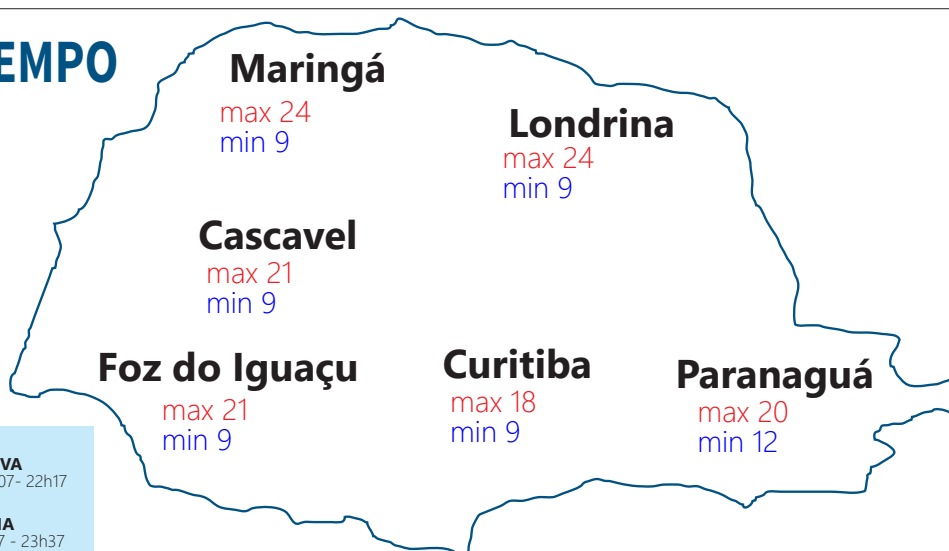 EMPO
Maringá
max 24
min 9
Londrina
max 24
min 9
Cascavel
max 21
min 9
Foz do Iguaçu
max 21
min 9
Curitiba
max 18
min 9
Paranaguá
max 20
min 12
VA
07- 22h17
IA
7 - 23h37